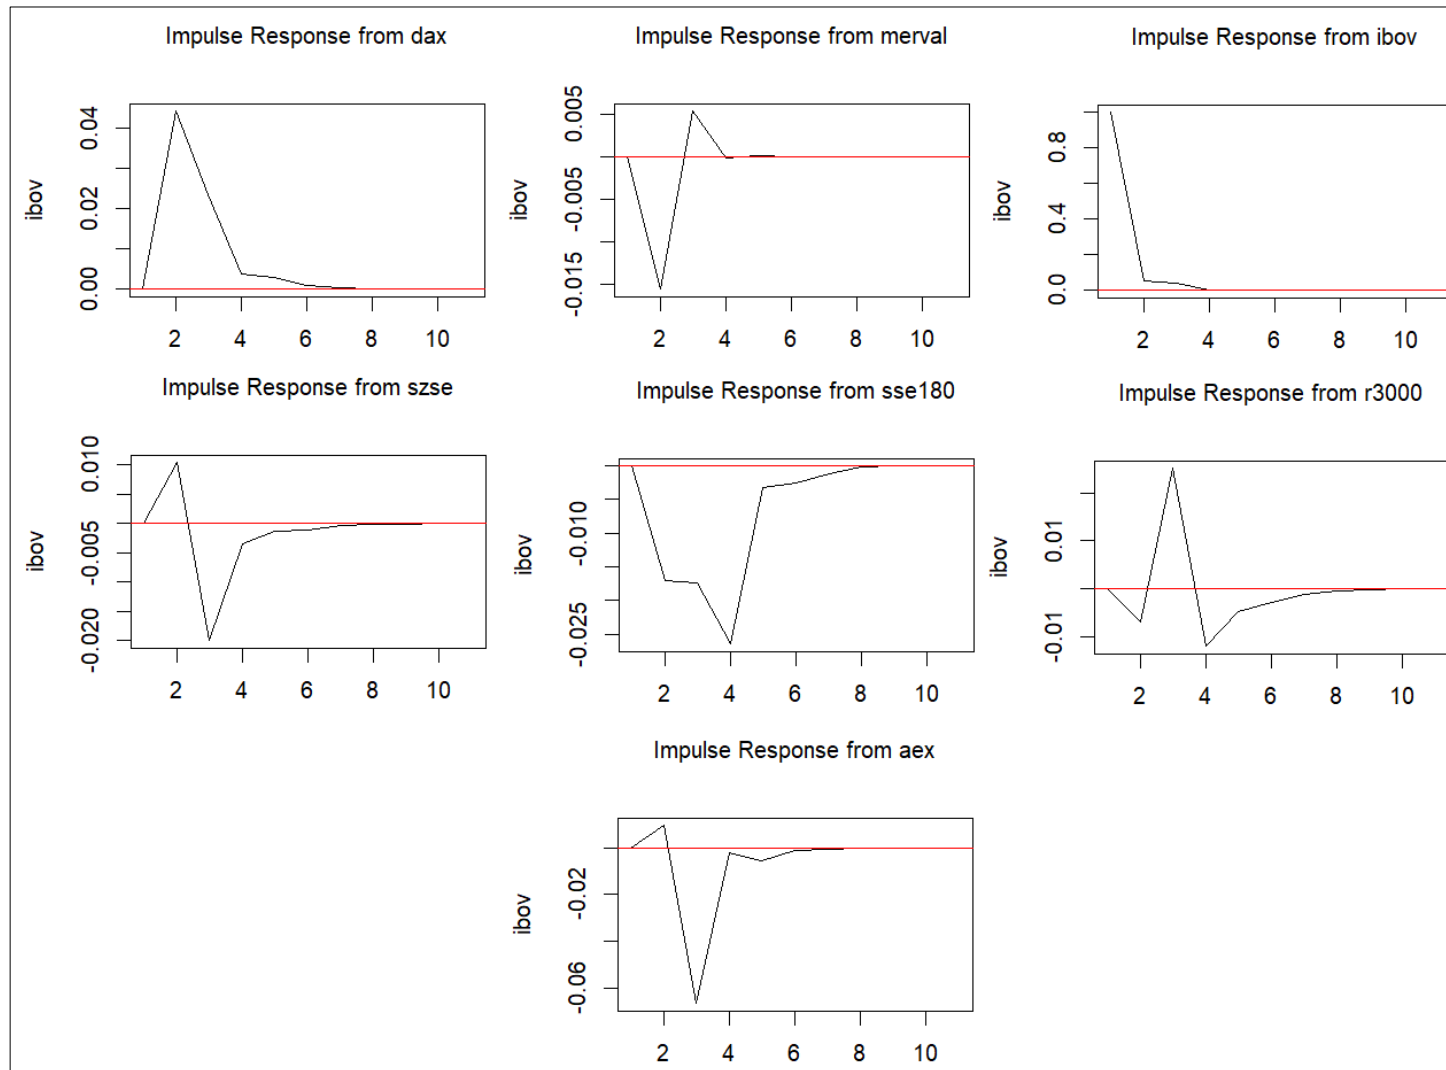 Impulse Response from dax
ibov
0.04
0.02
0.00
2 4 6 8 10
Impulse Response from merval
ibov
0.005
-0.005
-0.015
2 4 6 8 10
Impulse Response from ibov
ibov
0.8
0.4
0.0
2 4 6 8 10
Impulse Response from szse
ibov
0.010
-0.005
-0.020
2 4 6 8 10
Impulse Response from sse180
ibov
-0.010
-0.025
2 4 6 8 10
Impulse Response from r3000
ibov
0.01
-0.01
2 4 6 8 10
Impulse Response from aex
ibov
-0.02
-0.06
2 4 6 8 10